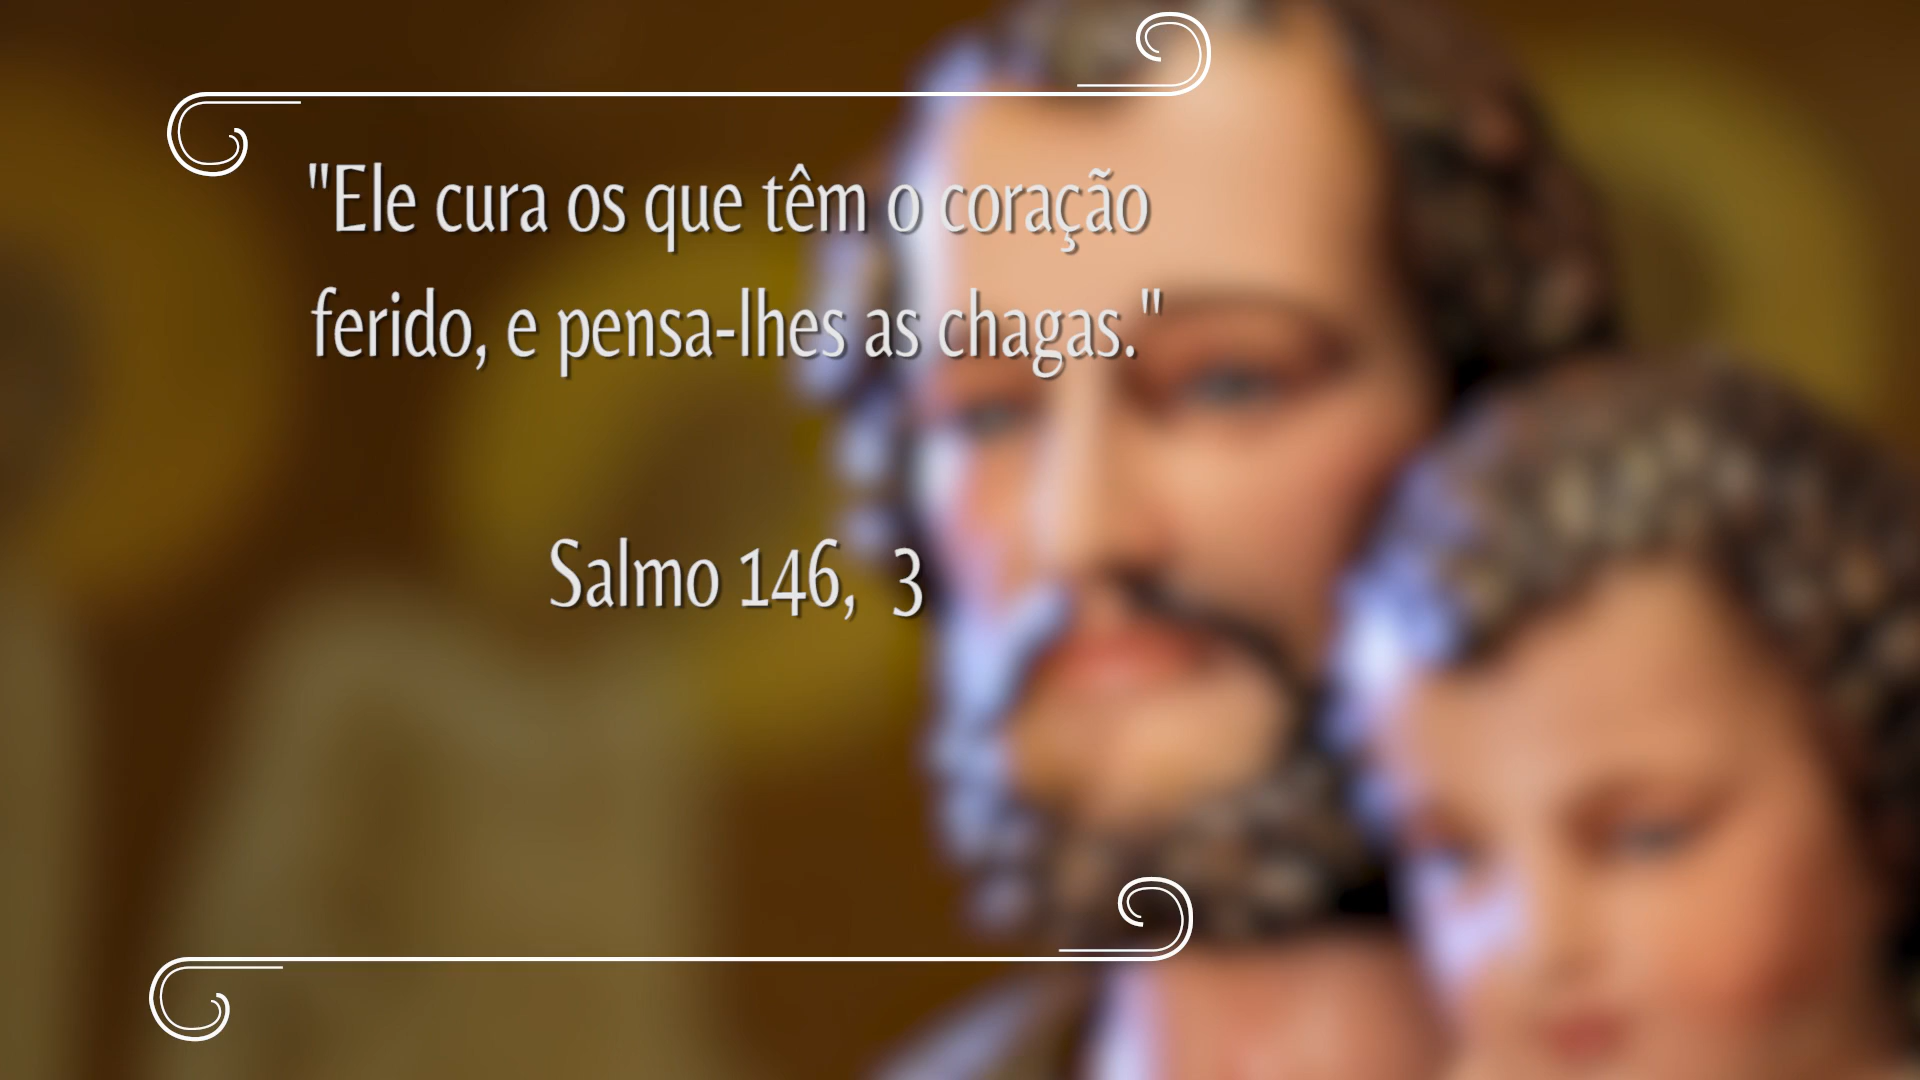 "Ele cura os que têm o coração
ferido, e pensa-lhes as chagas."
Salmo 146, 3